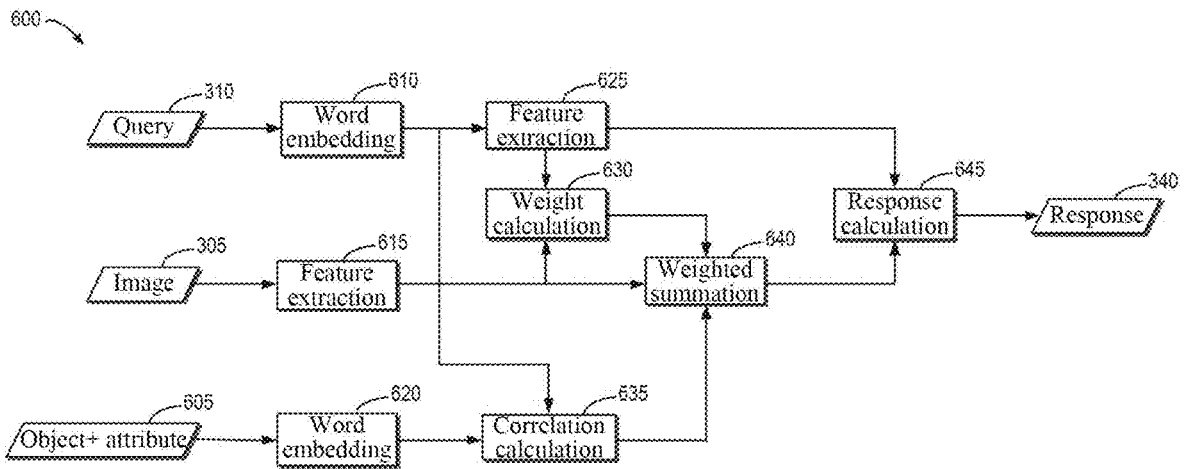 600
310
Query
610
Word
embedding
625
Feature
extraction
630
Weight
calculation
645
Response
calculation
340
Response
305
Image
615
Feature
extraction
640
Weighted
summation
605
Object+ attribute
620
Word
embedding
635
Correlation
calculation